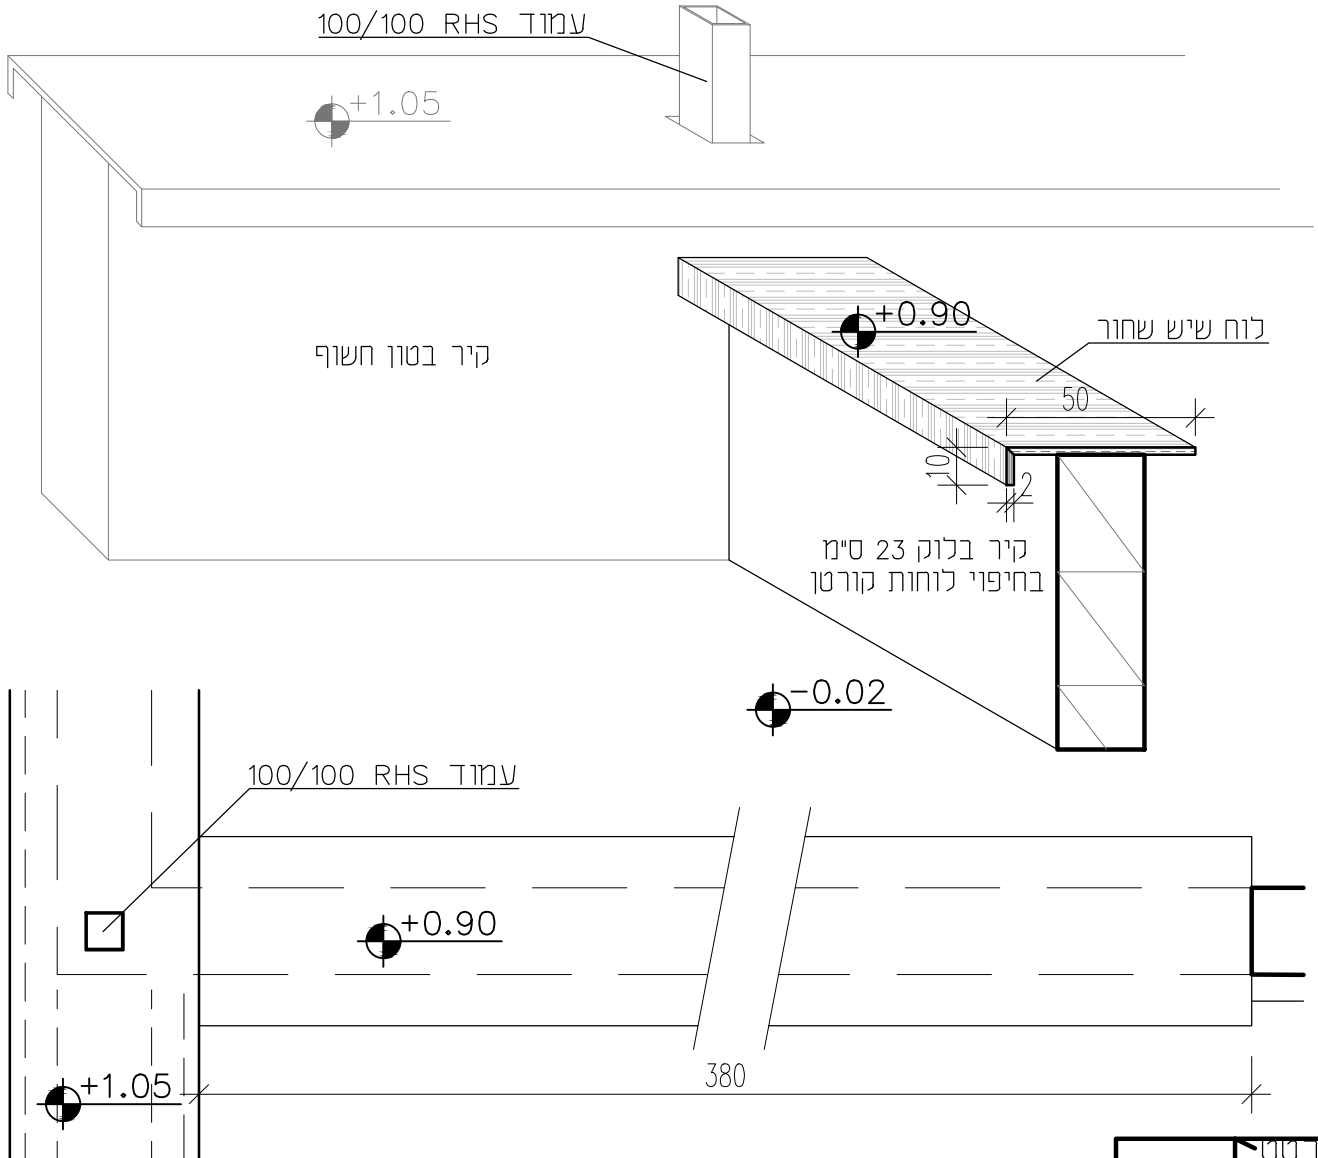 עמוד RHS 100/100
+1.05
+0.90
לוח שיש שחור
קיר בטון חשוף
50
10
2
קיר בלוק 23 ס"מ
בחיפוי לוחות קורטן
-0.02
עמוד RHS 100/100
+0.90
380
+1.05